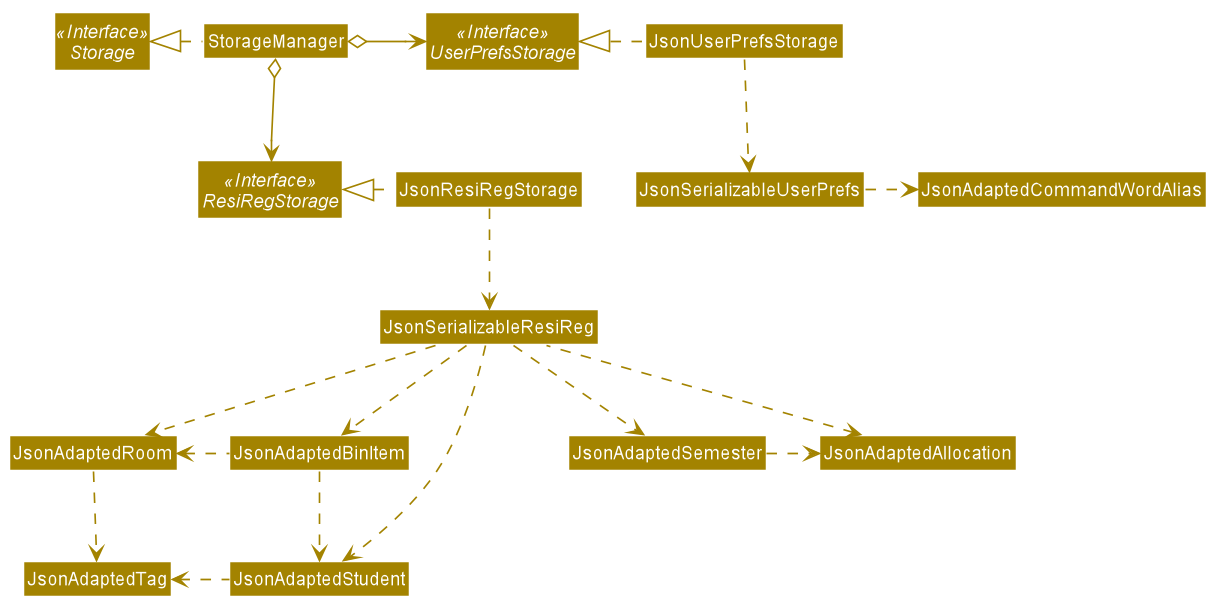 «Interface»
Storage
StorageManager
«Interface»
UserPrefsStorage
JsonUserPrefsStorage
«Interface»
ResiRegStorage
JsonResiRegStorage
JsonSerializableUserPrefs
JsonAdaptedCommandWordAlias
JsonSerializableResiReg
JsonAdaptedRoom
JsonAdaptedBinItem
JsonAdaptedSemester
JsonAdaptedAllocation
JsonAdaptedTag
JsonAdaptedStudent